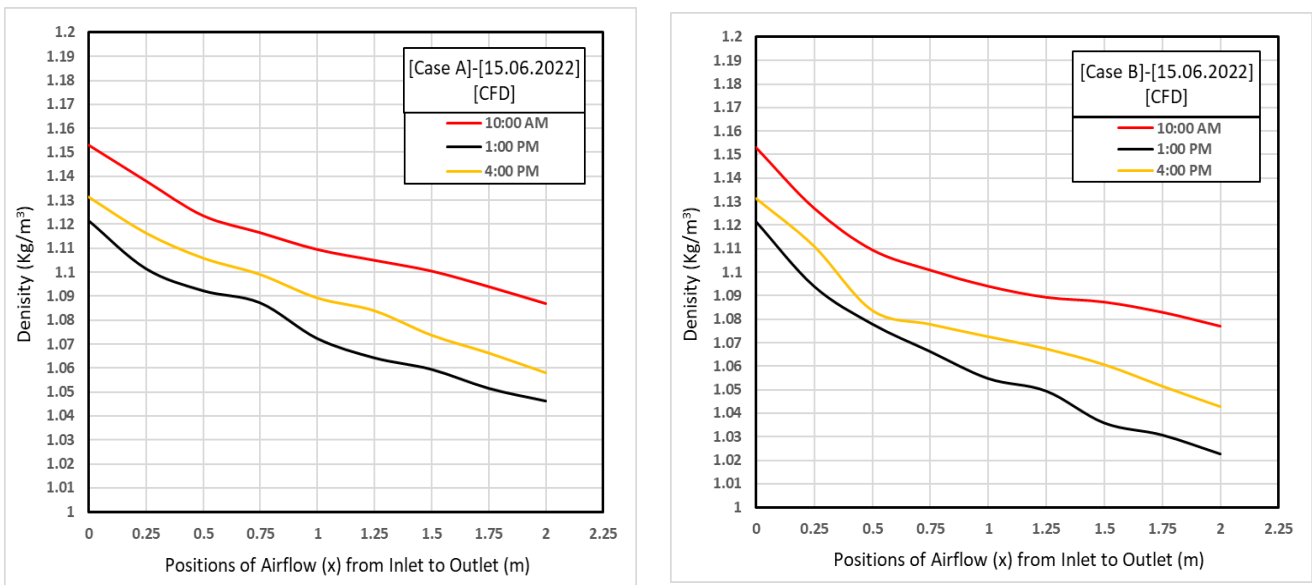 [Case A]-[15.06.2022]
[CFD]
10:00 AM
1:00 PM
4:00 PM
Denisity (Kg/m³)
1.2
1.19
1.18
1.17
1.16
1.15
1.14
1.13
1.12
1.11
1.1
1.09
1.08
1.07
1.06
1.05
1.04
1.03
1.02
1.01
1
0 0.25 0.5 0.75 1 1.25 1.5 1.75 2 2.25
Positions of Airflow (x) from Inlet to Outlet (m)
[Case B]-[15.06.2022]
[CFD]
10:00 AM
1:00 PM
4:00 PM
Density (Kg/m³)
1.2
1.19
1.18
1.17
1.16
1.15
1.14
1.13
1.12
1.11
1.1
1.09
1.08
1.07
1.06
1.05
1.04
1.03
1.02
1.01
1
0 0.25 0.5 0.75 1 1.25 1.5 1.75 2 2.25
Positions of Airflow (x) from Inlet to Outlet (m)